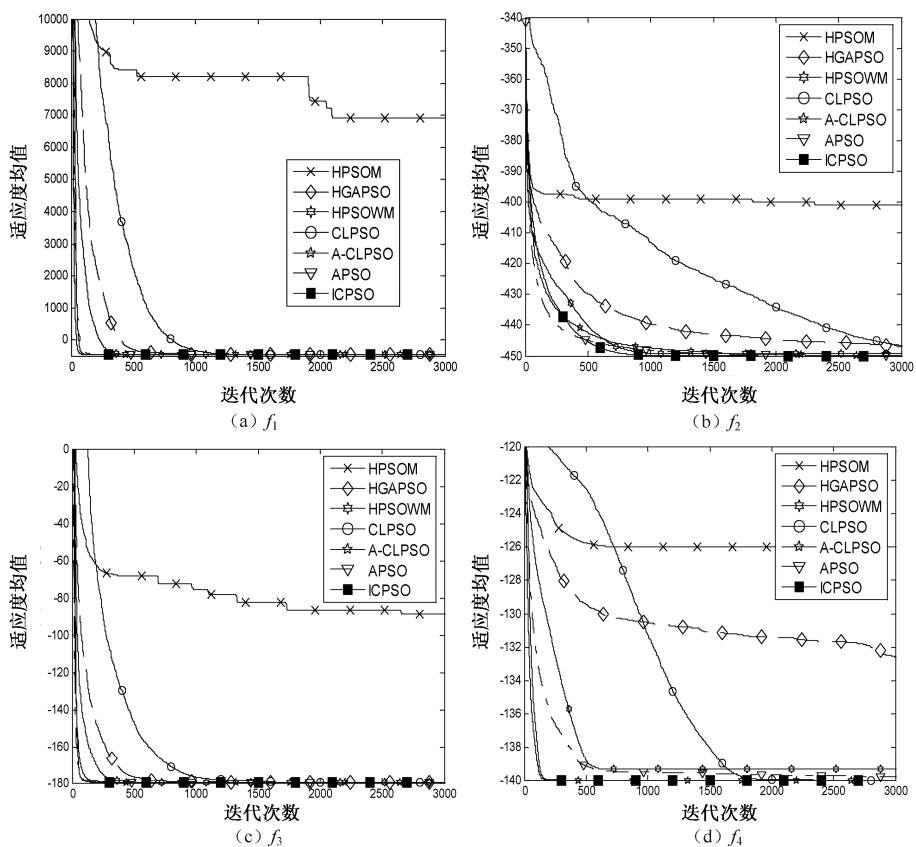 10000
9000
8000
7000
6000
5000
4000
3000
2000
1000
0
0 500 1000 1500 2000 2500 3000
适应度均值
HPSOM
HGAPSO
HPSOWM
CLPSO
A-CLPSO
APSO
ICPSO
迭代次数
(a) f1
-340
-360
-380
-400
-420
-440
-450
0 500 1000 1500 2000 2500 3000
适应度均值
HPSOM
HGAPSO
HPSOWM
CLPSO
A-CLPSO
APSO
ICPSO
迭代次数
(b) f2
0
-20
-40
-60
-80
-100
-120
-140
-160
-180
0 500 1000 1500 2000 2500 3000
适应度均值
HPSOM
HGAPSO
HPSOWM
CLPSO
A-CLPSO
APSO
ICPSO
迭代次数
(c) f3
-120
-122
-124
-126
-128
-130
-132
-134
-136
-138
-140
0 500 1000 1500 2000 2500 3000
适应度均值
HPSOM
HGAPSO
HPSOWM
CLPSO
A-CLPSO
APSO
ICPSO
迭代次数
(d) f4